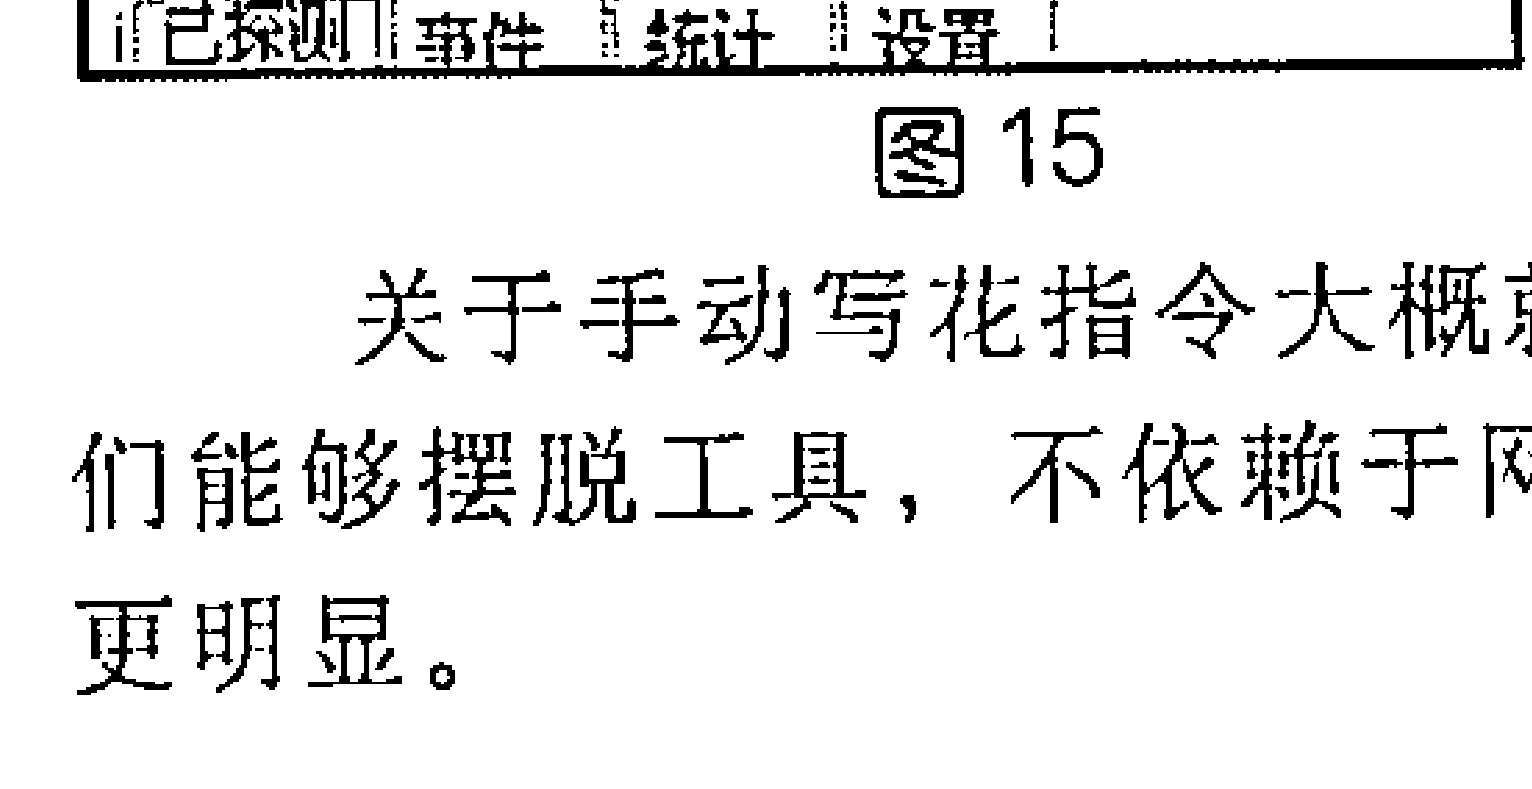 已探测 事件 统计 设置
图 15
关于手动写花指令大概
们能够摆脱工具，不依赖于网
更明显。